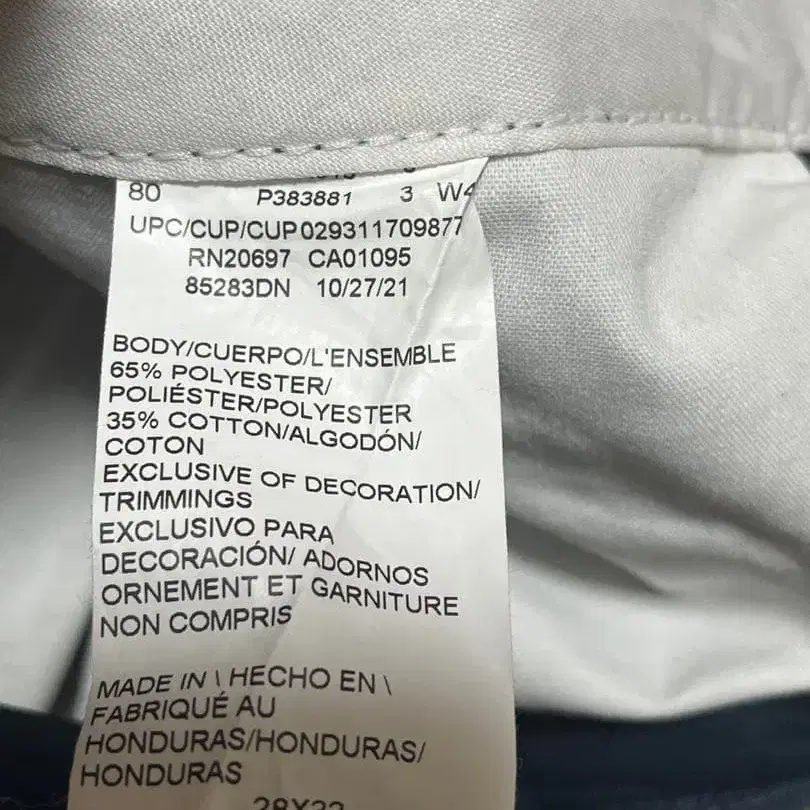 80 P383881 3 W4
UPC/CUP/CUP029311709877
RN20697 CA01095
85283DN 10/27/21
BODY/CUERPO/L'ENSEMBLE
65% POLYESTER/
POLIÉSTER/POLYESTER
35% COTTON/ALGODÓN/
COTON
EXCLUSIVE OF DECORATION/
TRIMMINGS
EXCLUSIVO PARA
DECORACIÓN/ ADORNOS
ORNEMENT ET GARNITURE
NON COMPRIS
MADE IN \ HECHO EN \
FABRIQUÉ AU
HONDURAS/HONDURAS/
HONDURAS